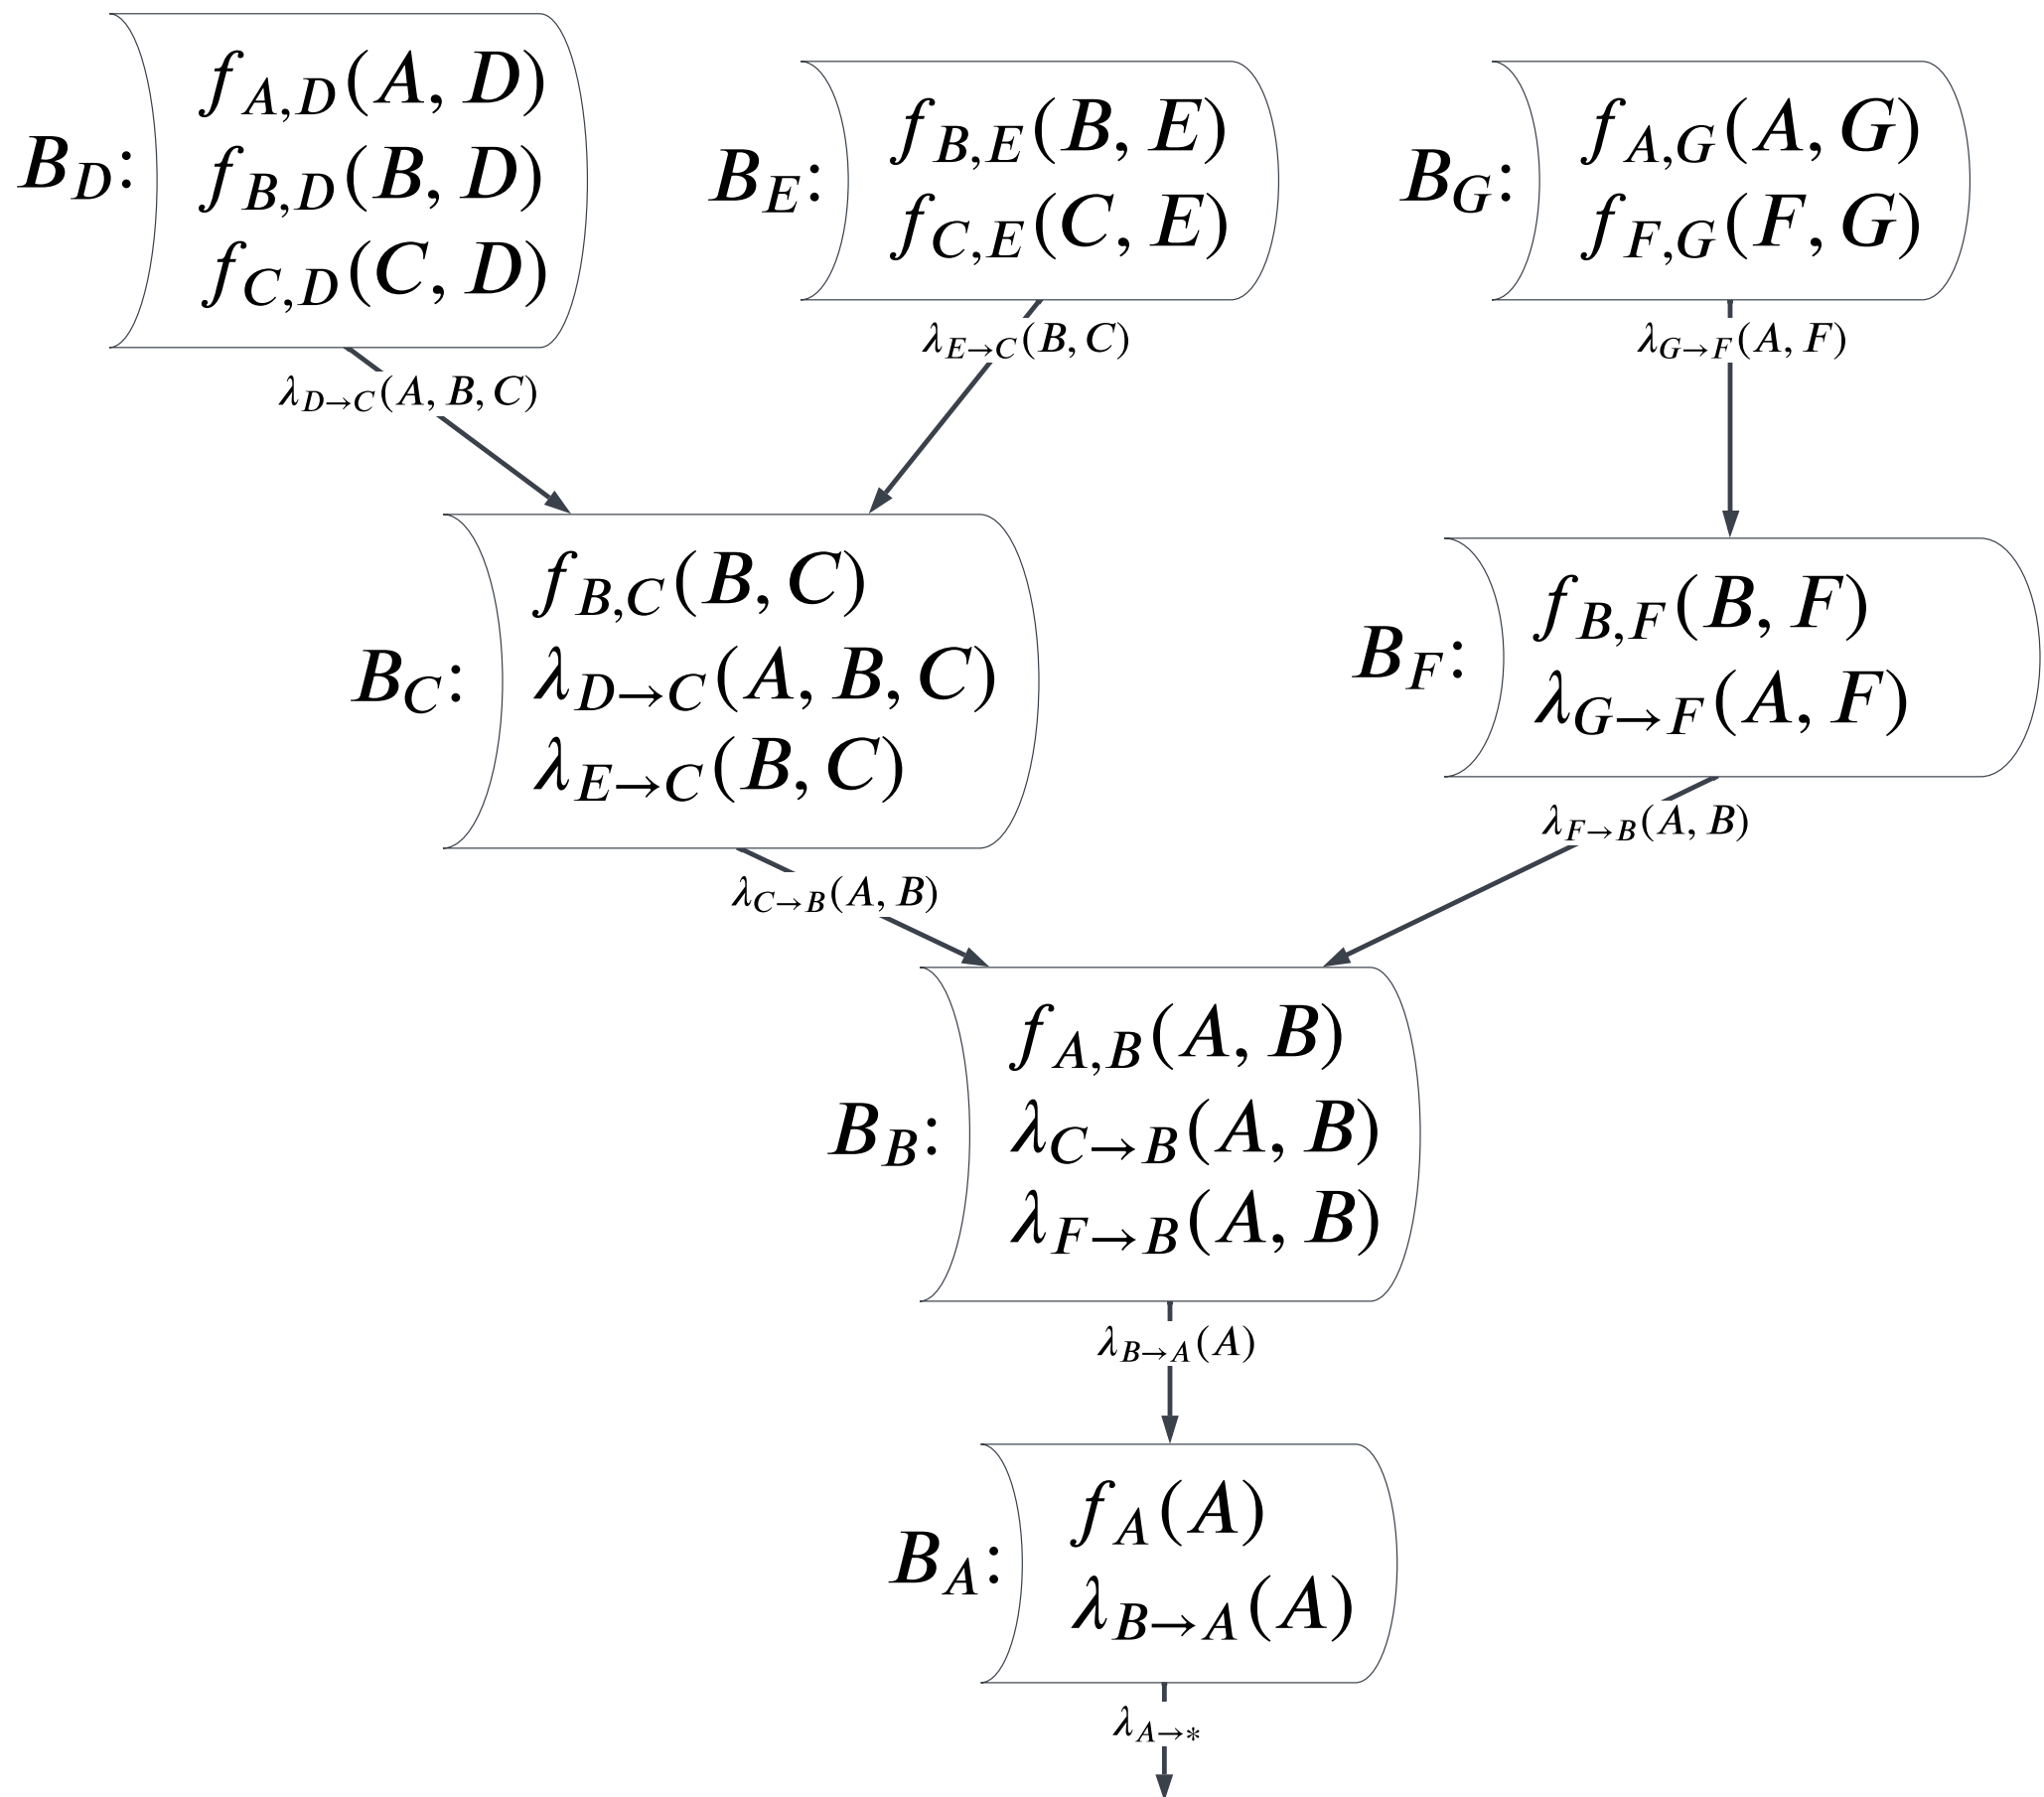 B_D:
f_{A,D}(A, D)
f_{B,D}(B, D)
f_{C,D}(C, D)
B_E:
f_{B,E}(B, E)
f_{C,E}(C, E)
B_G:
f_{A,G}(A, G)
f_{F,G}(F, G)
λ_{D→C}(A, B, C)
λ_{E→C}(B, C)
λ_{G→F}(A, F)
B_C:
f_{B,C}(B, C)
λ_{D→C}(A, B, C)
λ_{E→C}(B, C)
B_F:
f_{B,F}(B, F)
λ_{G→F}(A, F)
λ_{C→B}(A, B)
λ_{F→B}(A, B)
B_B:
f_{A,B}(A, B)
λ_{C→B}(A, B)
λ_{F→B}(A, B)
λ_{B→A}(A)
B_A:
f_A(A)
λ_{B→A}(A)
λ_{A→*}